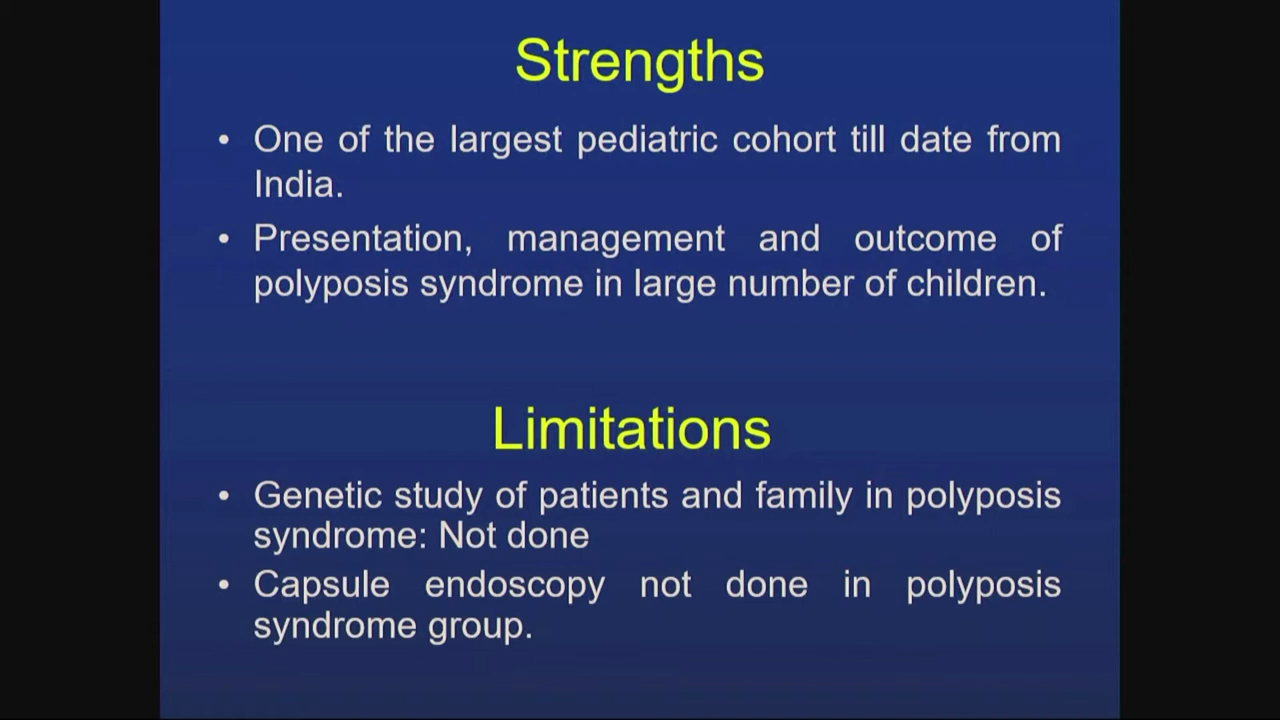 Strengths
• One of the largest pediatric cohort till date from
India.
• Presentation, management and outcome of
polyposis syndrome in large number of children.
Limitations
• Genetic study of patients and family in polyposis
syndrome: Not done
• Capsule endoscopy not done in polyposis
syndrome group.